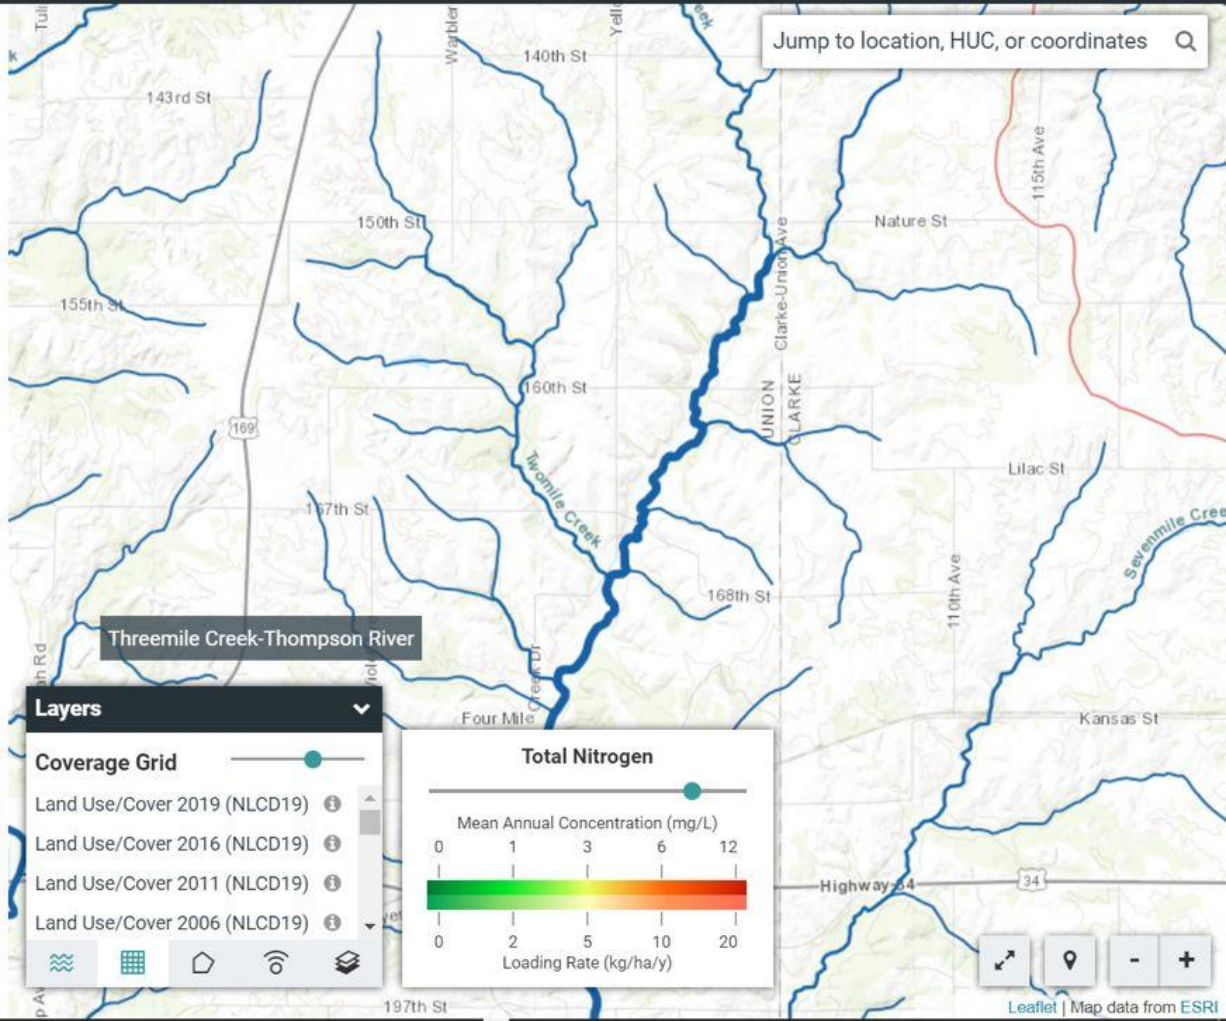 Jump to location, HUC, or coordinates
Warbler
140th St
143rd St
115th Ave
150th St
Nature St
Clarke-Union Ave
155th St
160th St
UNION
CLARKE
169
Lilac St
Twomile Creek
167th St
Sevenmile Cree
110th Ave
168th St
Threemile Creek-Thompson River
Creek Dr
Four Mile
Kansas St
Layers
Coverage Grid
Land Use/Cover 2019 (NLCD19)
Land Use/Cover 2016 (NLCD19)
Land Use/Cover 2011 (NLCD19)
Land Use/Cover 2006 (NLCD19)
Total Nitrogen
Mean Annual Concentration (mg/L)
0 1 3 6 12
0 2 5 10 20
Loading Rate (kg/ha/y)
Highway 34
34
197th St
Leaflet | Map data from ESRI